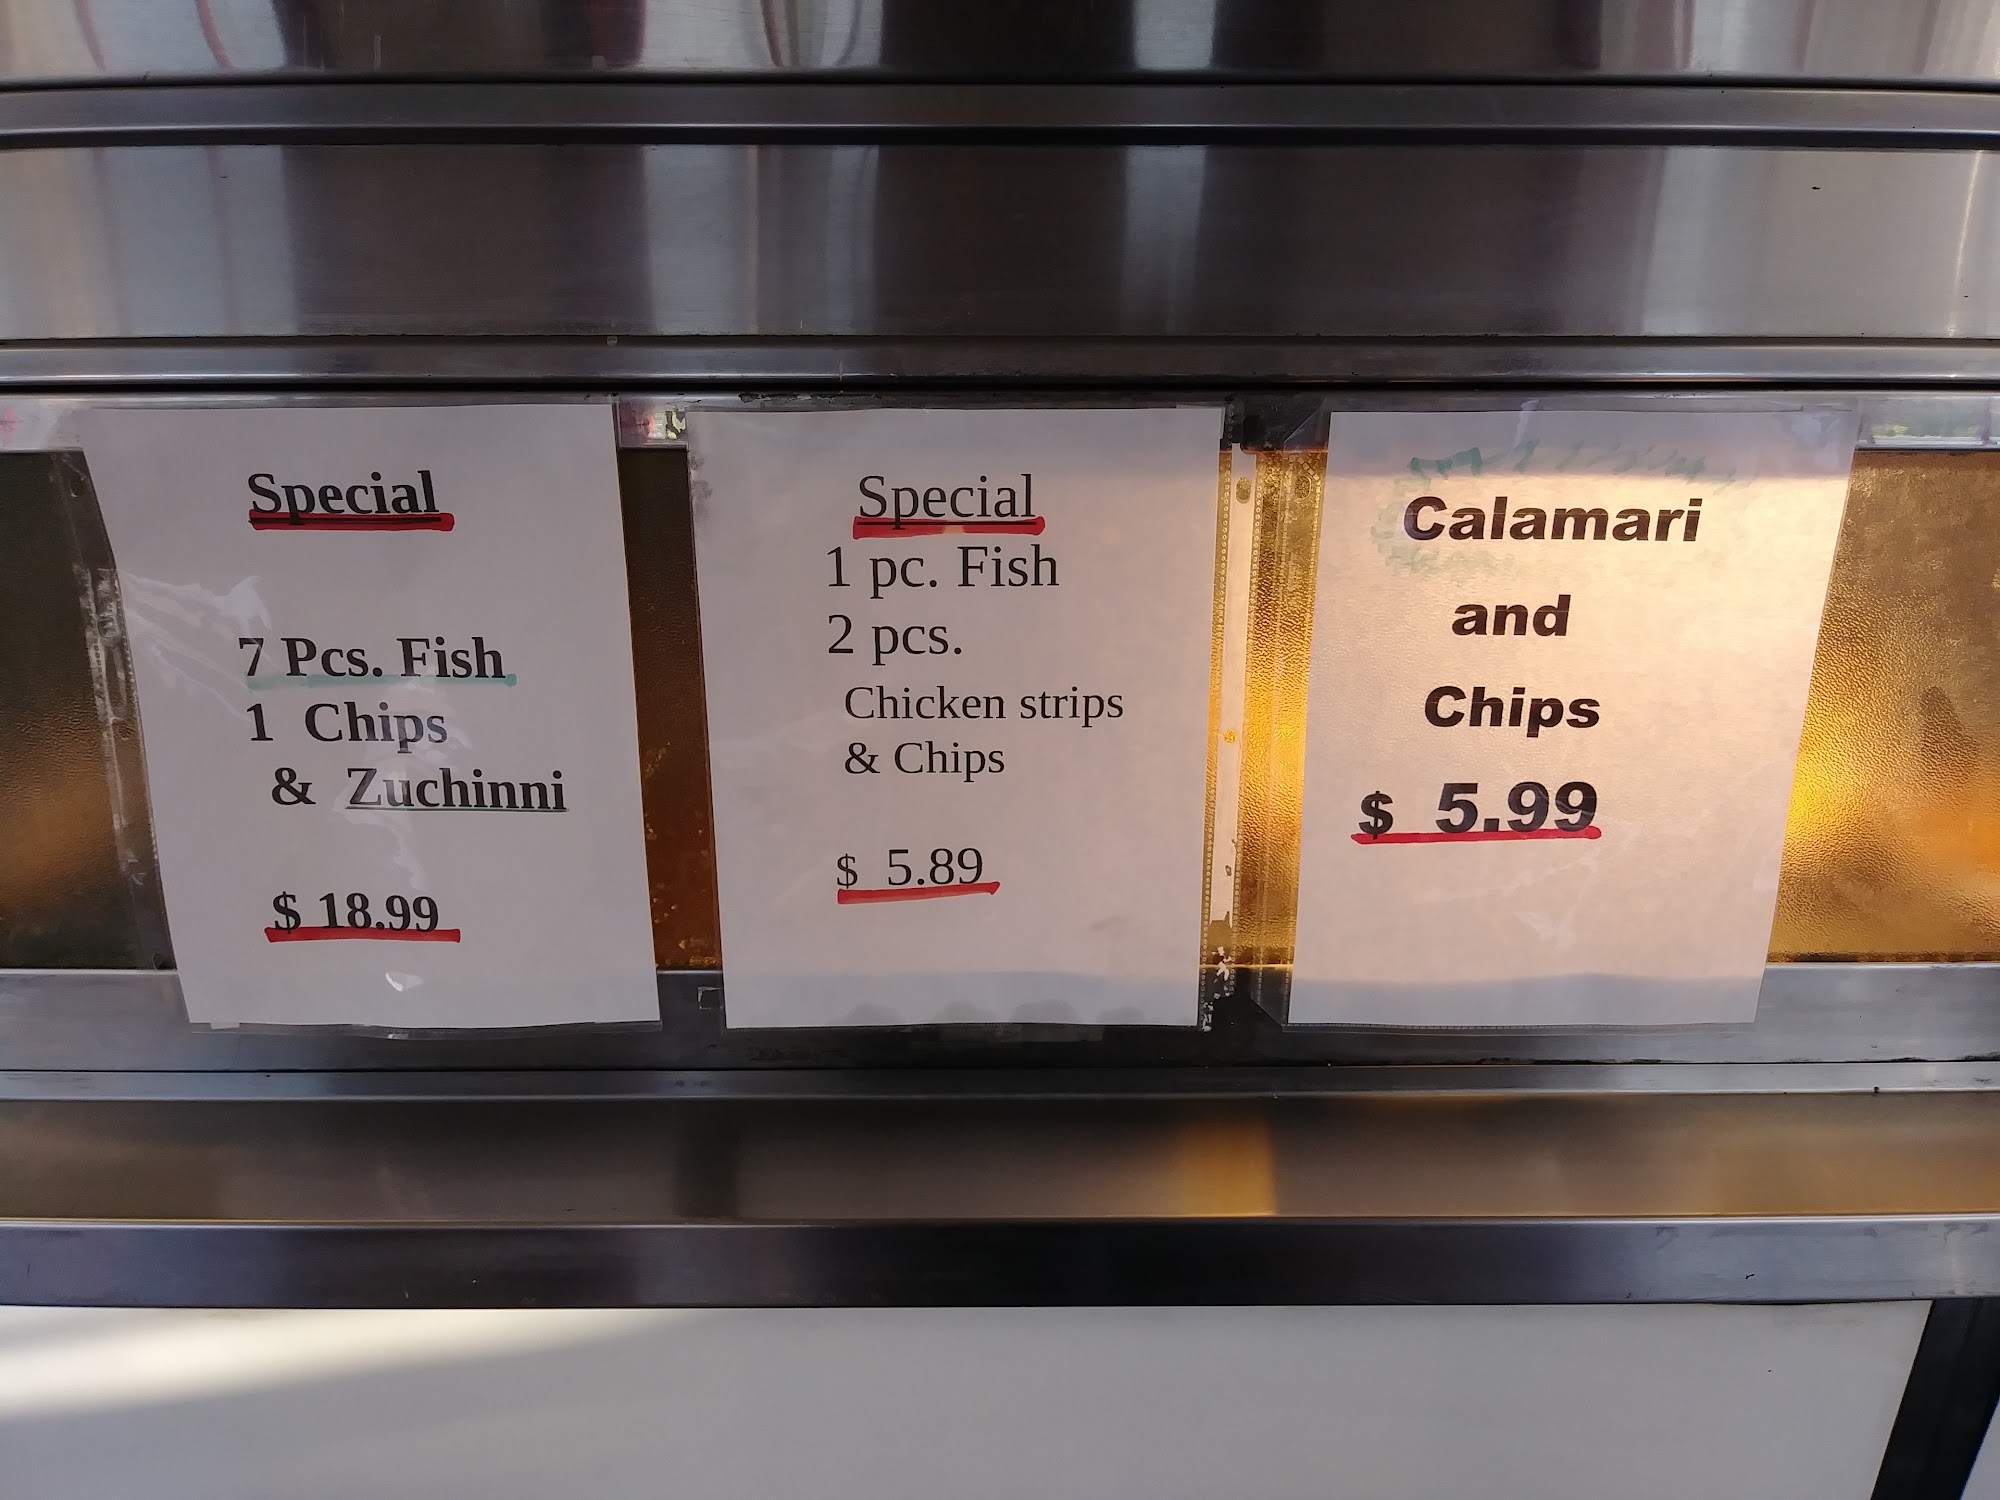 Special
7 Pcs. Fish
1 Chips
& Zuchinni
$ 18.99
Special
1 pc. Fish
2 pcs.
Chicken strips
& Chips
$ 5.89
Calamari
and
Chips
$ 5.99